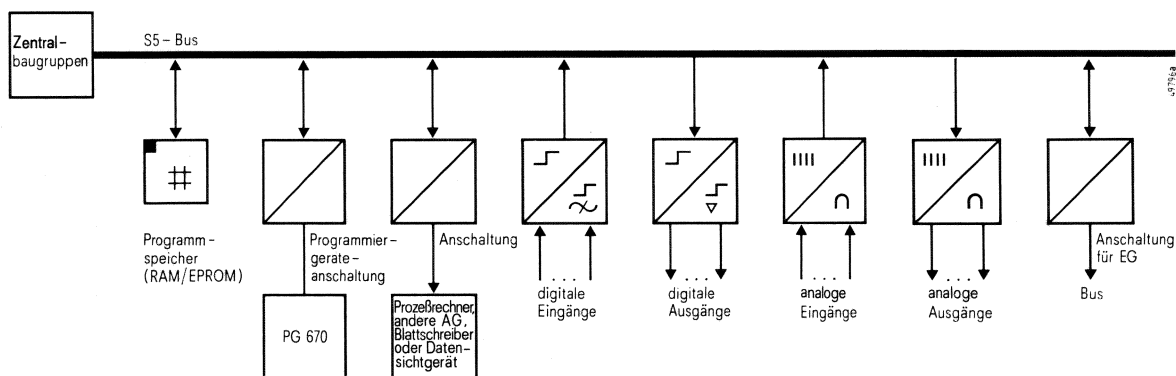 Zentral-
baugruppen
S5-Bus
49796a
Programm-
speicher
(RAM/EPROM)
Programmier-
geräte-
anschaltung
PG 670
Anschaltung
Prozeßrechner,
andere AG,
Blattschreiber
oder Daten-
sichtgerät
digitale
Eingänge
digitale
Ausgänge
analoge
Eingänge
analoge
Ausgänge
Anschaltung
für EG
Bus